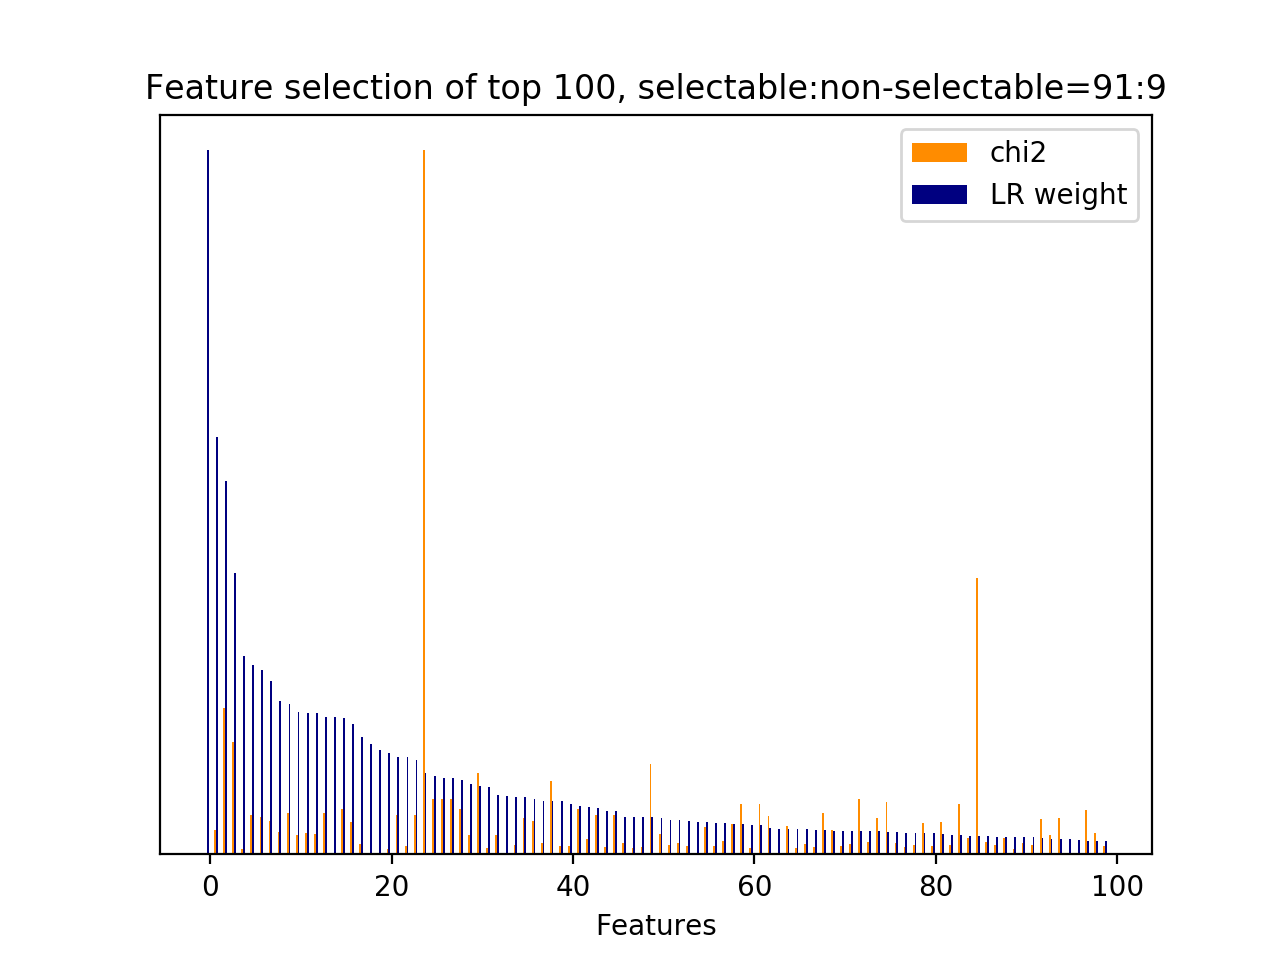 Feature selection of top 100, selectable:non-selectable=91:9
chi2
LR weight
0 20 40 60 80 100
Features